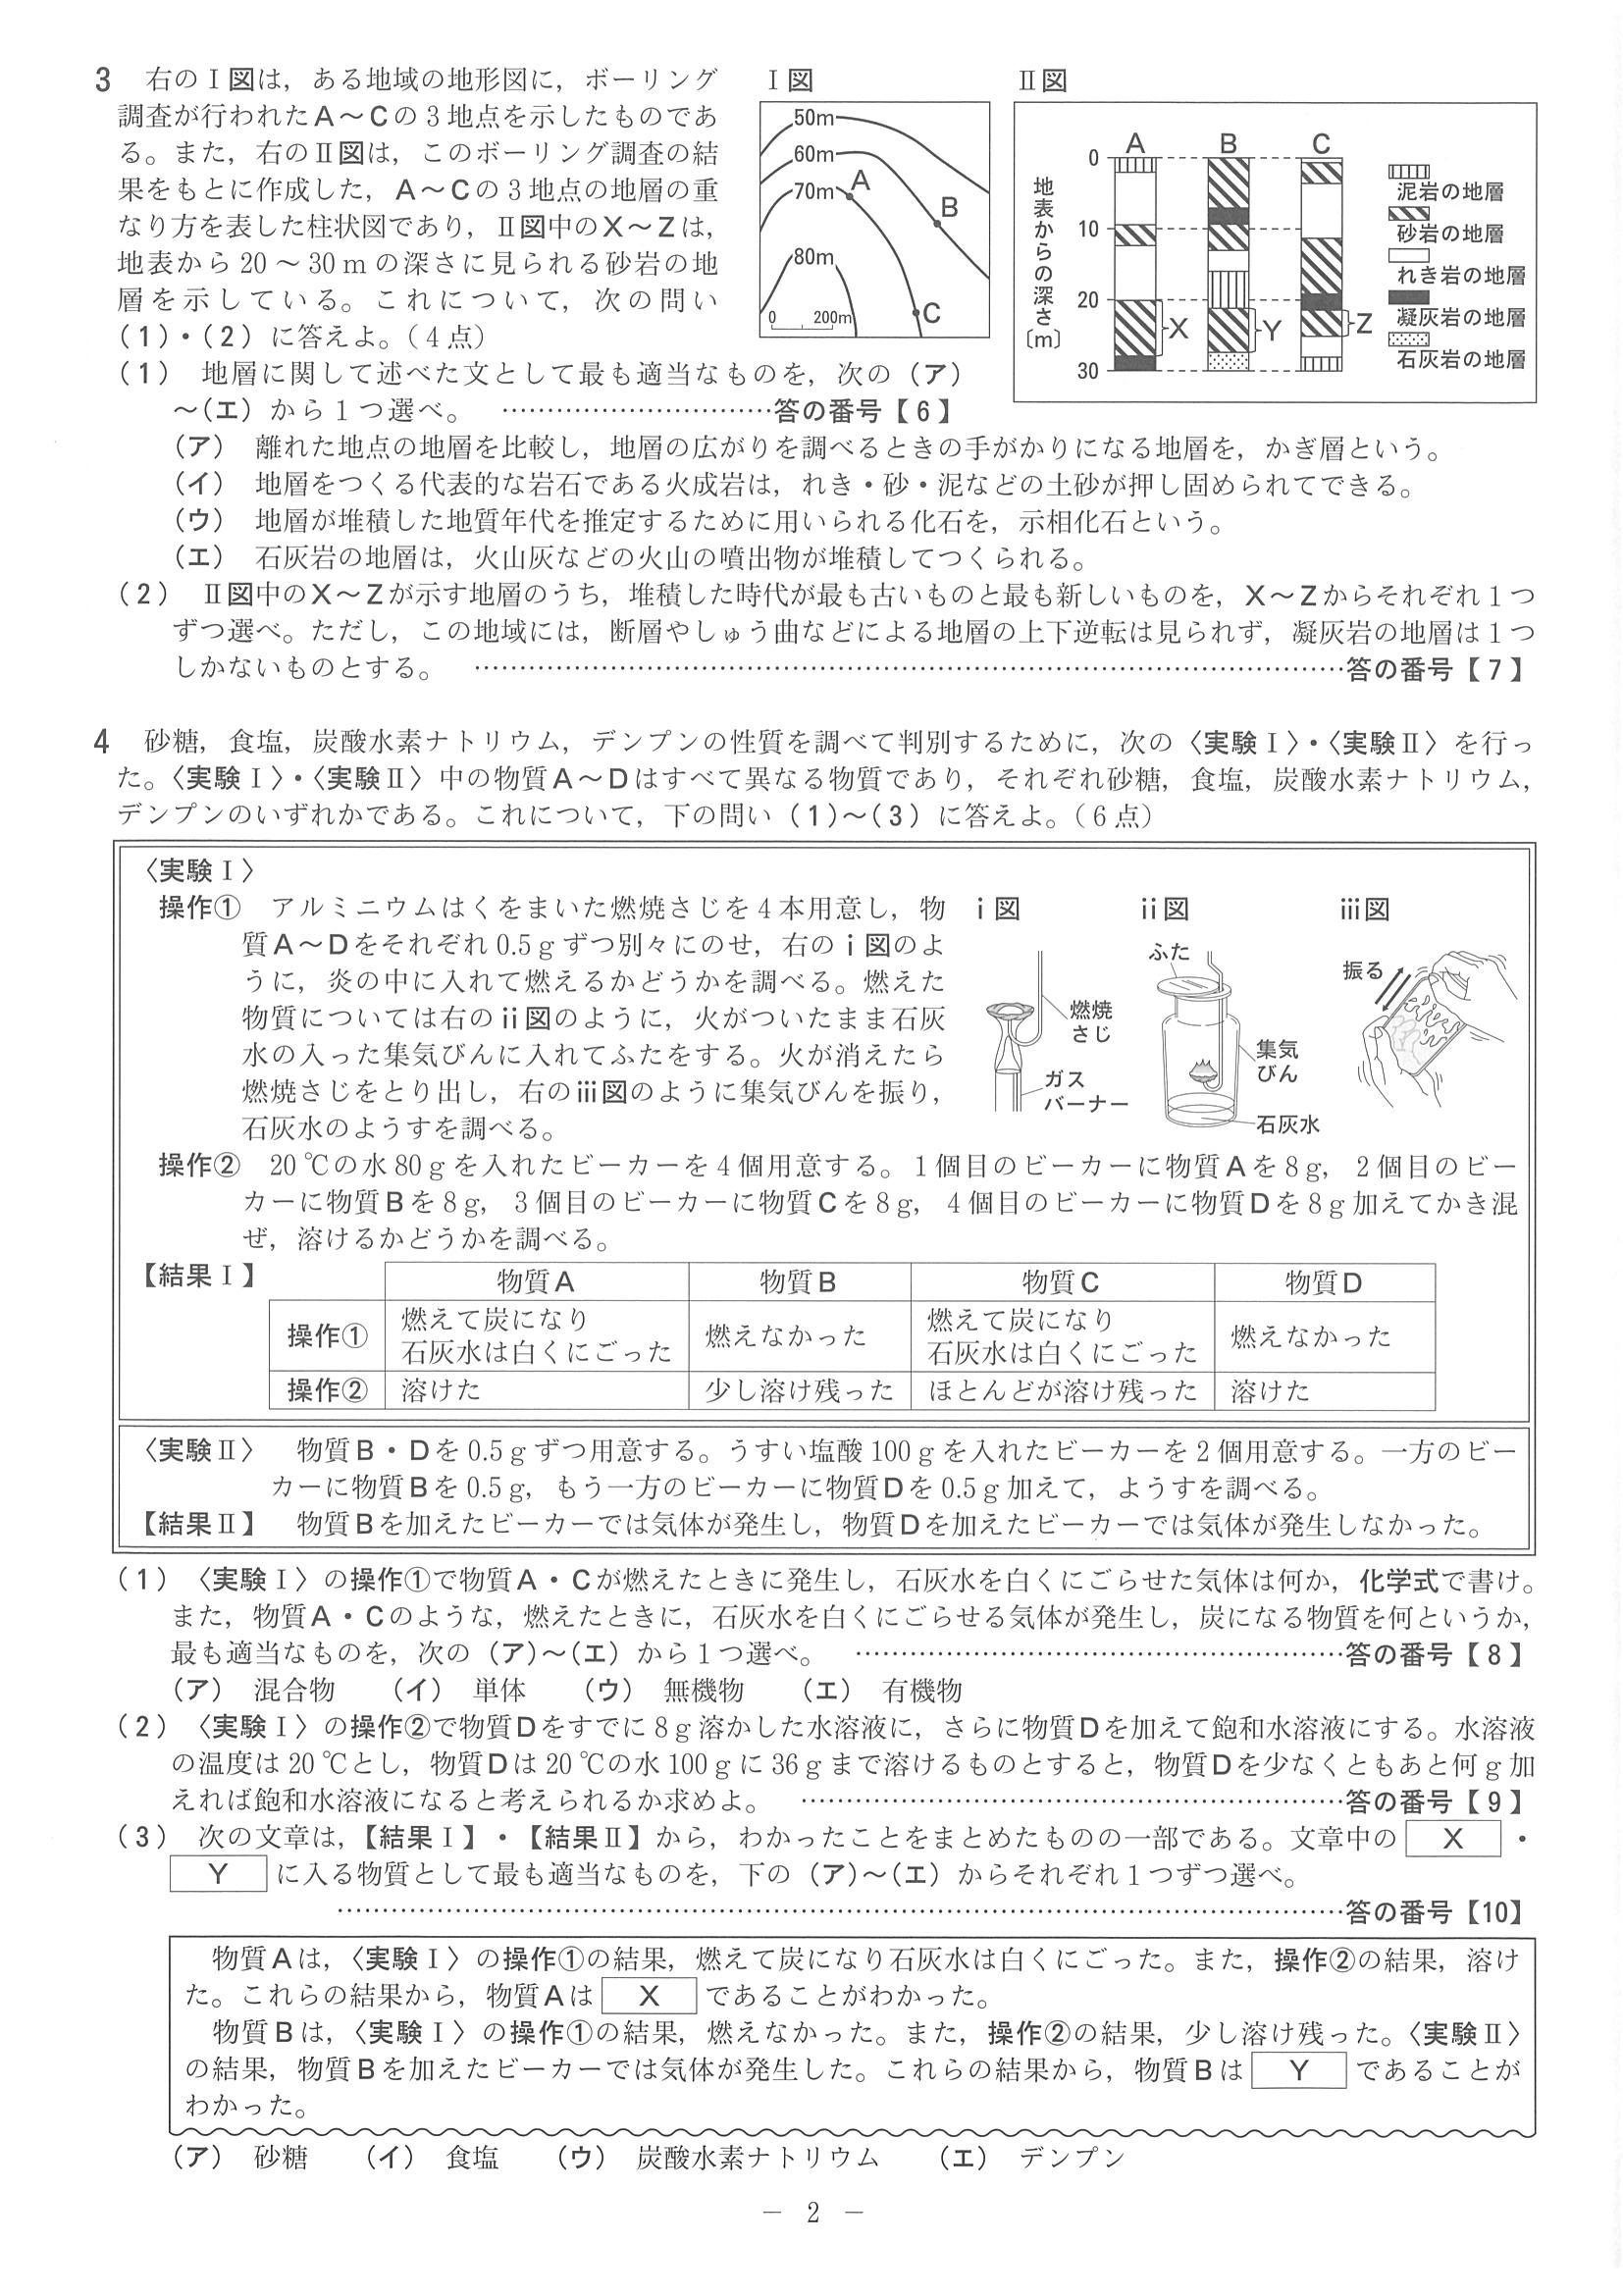 3　右のⅠ図は，ある地域の地形図に，ボーリング
調査が行われたA～Cの3地点を示したものであ
る。また，右のⅡ図は，このボーリング調査の結
果をもとに作成した，A～Cの3地点の地層の重
なり方を表した柱状図であり，Ⅱ図中のX～Zは，
地表から20～30mの深さに見られる砂岩の地
層を示している。これについて，次の問い
（1）・（2）に答えよ。（4点）
Ⅰ図
50m
60m
70m
A
B
80m
0　200m
C
Ⅱ図
A　B　C
地表からの深さ〔m〕
0
10
20
30
X
Y
Z
泥岩の地層
砂岩の地層
れき岩の地層
凝灰岩の地層
石灰岩の地層
（1）　地層に関して述べた文として最も適当なものを，次の（ア）
～（エ）から1つ選べ。　…………………………答の番号【6】
（ア）　離れた地点の地層を比較し，地層の広がりを調べるときの手がかりになる地層を，かぎ層という。
（イ）　地層をつくる代表的な岩石である火成岩は，れき・砂・泥などの土砂が押し固められてできる。
（ウ）　地層が堆積した地質年代を推定するために用いられる化石を，示相化石という。
（エ）　石灰岩の地層は，火山灰などの火山の噴出物が堆積してつくられる。
（2）　Ⅱ図中のX～Zが示す地層のうち，堆積した時代が最も古いものと最も新しいものを，X～Zからそれぞれ1つ
ずつ選べ。ただし，この地域には，断層やしゅう曲などによる地層の上下逆転は見られず，凝灰岩の地層は1つ
しかないものとする。　……………………………………………………………………………答の番号【7】
4　砂糖，食塩，炭酸水素ナトリウム，デンプンの性質を調べて判別するために，次の〈実験Ⅰ〉・〈実験Ⅱ〉を行っ
た。〈実験Ⅰ〉・〈実験Ⅱ〉中の物質A～Dはすべて異なる物質であり，それぞれ砂糖，食塩，炭酸水素ナトリウム，
デンプンのいずれかである。これについて，下の問い（1）～（3）に答えよ。（6点）
〈実験Ⅰ〉
操作①　アルミニウムはくをまいた燃焼さじを4本用意し，物
質A～Dをそれぞれ0.5gずつ別々にのせ，右のⅰ図のよ
うに，炎の中に入れて燃えるかどうかを調べる。燃えた
物質については右のⅱ図のように，火がついたまま石灰
水の入った集気びんに入れてふたをする。火が消えたら
燃焼さじをとり出し，右のⅲ図のように集気びんを振り，
石灰水のようすを調べる。
ⅰ図
燃焼
さじ
ガス
バーナー
ⅱ図
ふた
集気
びん
石灰水
ⅲ図
振る
操作②　20℃の水80gを入れたビーカーを4個用意する。1個目のビーカーに物質Aを8g，2個目のビー
カーに物質Bを8g，3個目のビーカーに物質Cを8g，4個目のビーカーに物質Dを8g加えてかき混
ぜ，溶けるかどうかを調べる。
【結果Ⅰ】
物質A　物質B　物質C　物質D
操作①　燃えて炭になり石灰水は白くにごった　燃えなかった　燃えて炭になり石灰水は白くにごった　燃えなかった
操作②　溶けた　少し溶け残った　ほとんどが溶け残った　溶けた
〈実験Ⅱ〉　物質B・Dを0.5gずつ用意する。うすい塩酸100gを入れたビーカーを2個用意する。一方のビー
カーに物質Bを0.5g，もう一方のビーカーに物質Dを0.5g加えて，ようすを調べる。
【結果Ⅱ】　物質Bを加えたビーカーでは気体が発生し，物質Dを加えたビーカーでは気体が発生しなかった。
（1）〈実験Ⅰ〉の操作①で物質A・Cが燃えたときに発生し，石灰水を白くにごらせた気体は何か，化学式で書け。
また，物質A・Cのような，燃えたときに，石灰水を白くにごらせる気体が発生し，炭になる物質を何というか，
最も適当なものを，次の（ア）～（エ）から1つ選べ。　…………………………………………答の番号【8】
（ア）　混合物　（イ）　単体　（ウ）　無機物　（エ）　有機物
（2）〈実験Ⅰ〉の操作②で物質Dをすでに8g溶かした水溶液に，さらに物質Dを加えて飽和水溶液にする。水溶液
の温度は20℃とし，物質Dは20℃の水100gに36gまで溶けるものとすると，物質Dを少なくともあと何g加
えれば飽和水溶液になると考えられるか求めよ。　………………………………………………答の番号【9】
（3）　次の文章は，【結果Ⅰ】・【結果Ⅱ】から，わかったことをまとめたものの一部である。文章中の X ・
Y に入る物質として最も適当なものを，下の（ア）～（エ）からそれぞれ1つずつ選べ。
…………………………………………………………………………………………答の番号【10】
物質Aは，〈実験Ⅰ〉の操作①の結果，燃えて炭になり石灰水は白くにごった。また，操作②の結果，溶け
た。これらの結果から，物質Aは X であることがわかった。
物質Bは，〈実験Ⅰ〉の操作①の結果，燃えなかった。また，操作②の結果，少し溶け残った。〈実験Ⅱ〉
の結果，物質Bを加えたビーカーでは気体が発生した。これらの結果から，物質Bは Y であることが
わかった。
（ア）　砂糖　（イ）　食塩　（ウ）　炭酸水素ナトリウム　（エ）　デンプン
－ 2 －